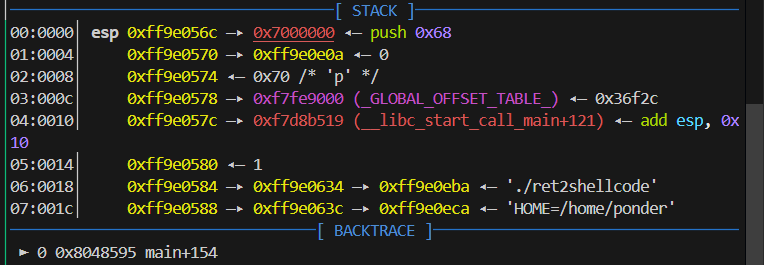 [ STACK ]
00:0000│ esp 0xff9e056c —▸ 0x7000000 ◂— push 0x68
01:0004│     0xff9e0570 —▸ 0xff9e0e0a ◂— 0
02:0008│     0xff9e0574 ◂— 0x70 /* 'p' */
03:000c│     0xff9e0578 —▸ 0xf7fe9000 (_GLOBAL_OFFSET_TABLE_) ◂— 0x36f2c
04:0010│     0xff9e057c —▸ 0xf7d8b519 (__libc_start_call_main+121) ◂— add esp, 0x
10
05:0014│     0xff9e0580 ◂— 1
06:0018│     0xff9e0584 —▸ 0xff9e0634 —▸ 0xff9e0eba ◂— './ret2shellcode'
07:001c│     0xff9e0588 —▸ 0xff9e063c —▸ 0xff9e0eca ◂— 'HOME=/home/ponder'
[ BACKTRACE ]
► 0 0x8048595 main+154